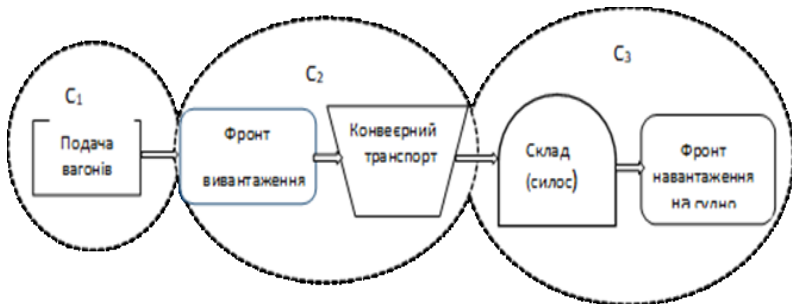 C₁
Подача
вагонів
C₂
Фронт
вивантаження
Конвеєрний
транспорт
C₃
Склад
(силос)
Фронт
навантаження
на судно